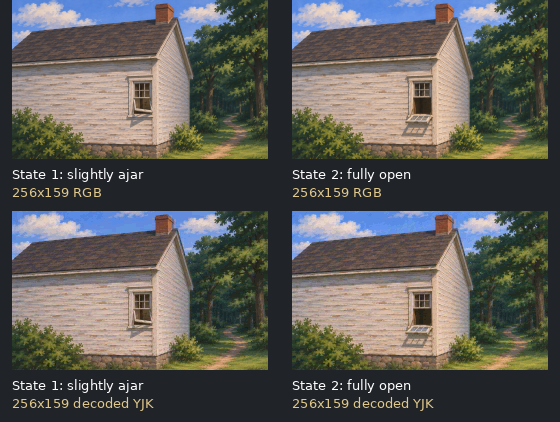 State 1: slightly ajar
256x159 RGB
State 2: fully open
256x159 RGB
State 1: slightly ajar
256x159 decoded YJK
State 2: fully open
256x159 decoded YJK